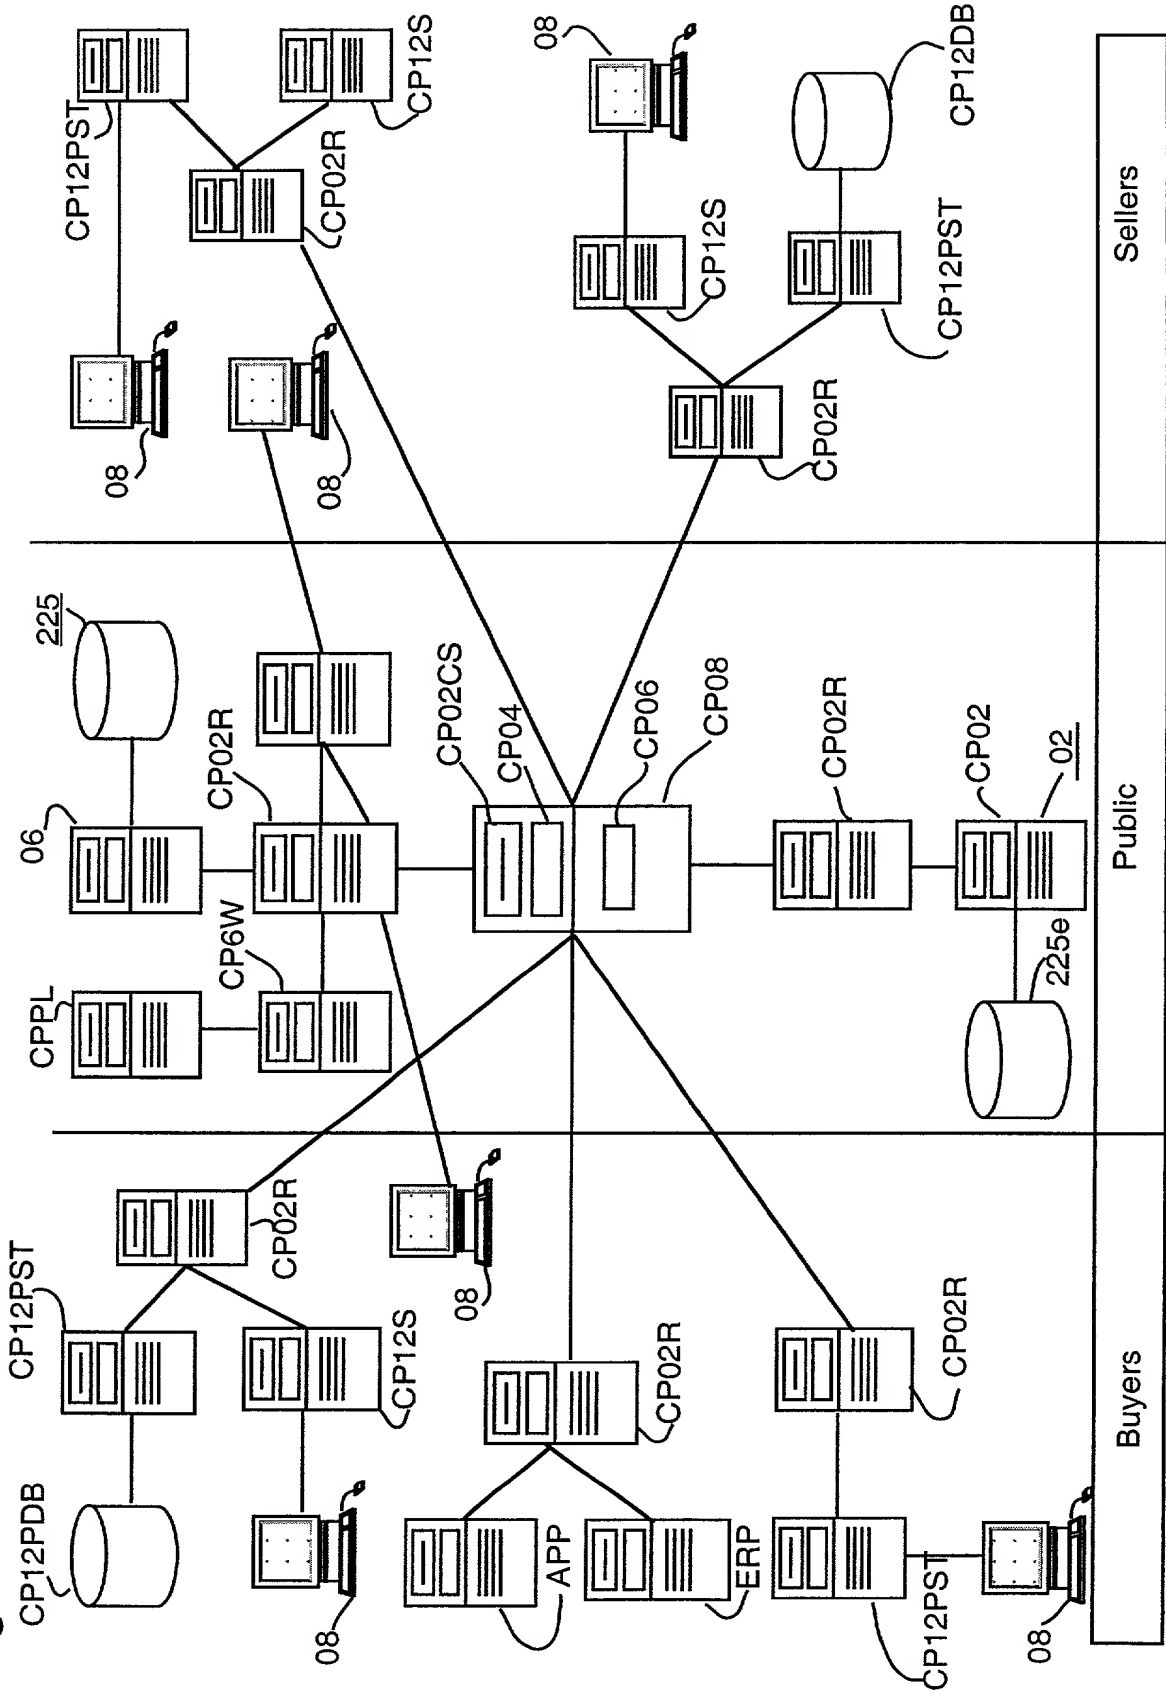 CP12PDB
CP12PST
CP02R
CP12S
08
08
APP
CP02R
ERP
CP02R
CP12PST
08
CPPL
06
225
CP6W
CP02R
CP02CS
CP04
CP06
CP08
CP02R
CP02
02
225e
CP12PST
08
CP02R
08
CP12S
08
CP12S
CP02R
CP12PST
CP12DB
Buyers
Public
Sellers